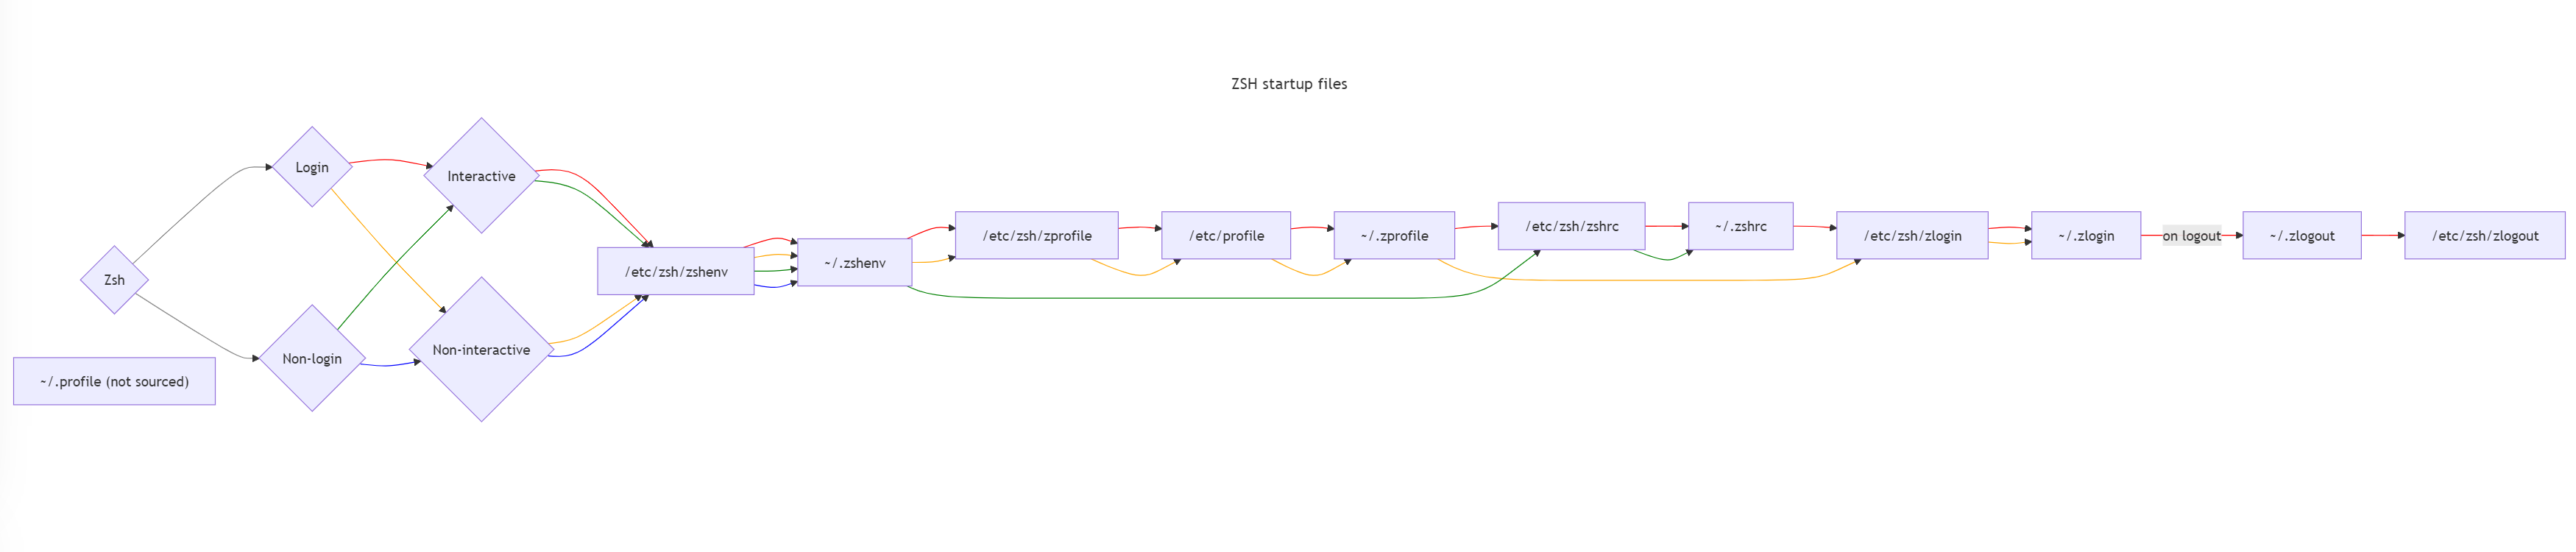 ZSH startup files
Zsh
Login
Non-login
~/.profile (not sourced)
Interactive
Non-interactive
/etc/zsh/zshenv
~/.zshenv
/etc/zsh/zprofile
/etc/profile
~/.zprofile
/etc/zsh/zshrc
~/.zshrc
/etc/zsh/zlogin
~/.zlogin
on logout
~/.zlogout
/etc/zsh/zlogout